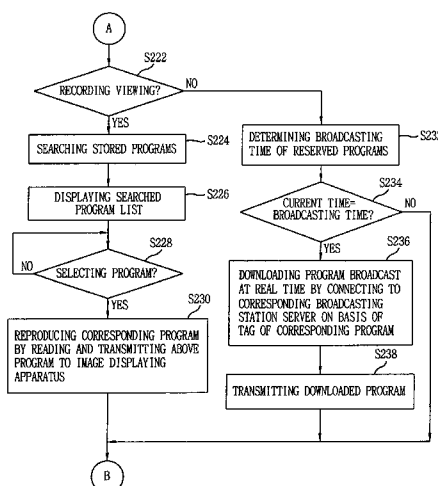 A
S222
RECORDING VIEWING?
NO
YES
S224
SEARCHING STORED PROGRAMS
S226
DISPLAYING SEARCHED
PROGRAM LIST
S228
NO
SELECTING PROGRAM?
YES
S230
REPRODUCING CORRESPONDING PROGRAM
BY READING AND TRANSMITTING ABOVE
PROGRAM TO IMAGE DISPLAYING
APPARATUS
S232
DETERMINING BROADCASTING
TIME OF RESERVED PROGRAMS
S234
NO
CURRENT TIME=
BROADCASTING TIME?
YES
S236
DOWNLOADING PROGRAM BROADCAST
AT REAL TIME BY CONNECTING TO
CORRESPONDING BROADCASTING
STATION SERVER ON BASIS OF
TAG OF CORRESPONDING PROGRAM
S238
TRANSMITTING DOWNLOADED PROGRAM
B